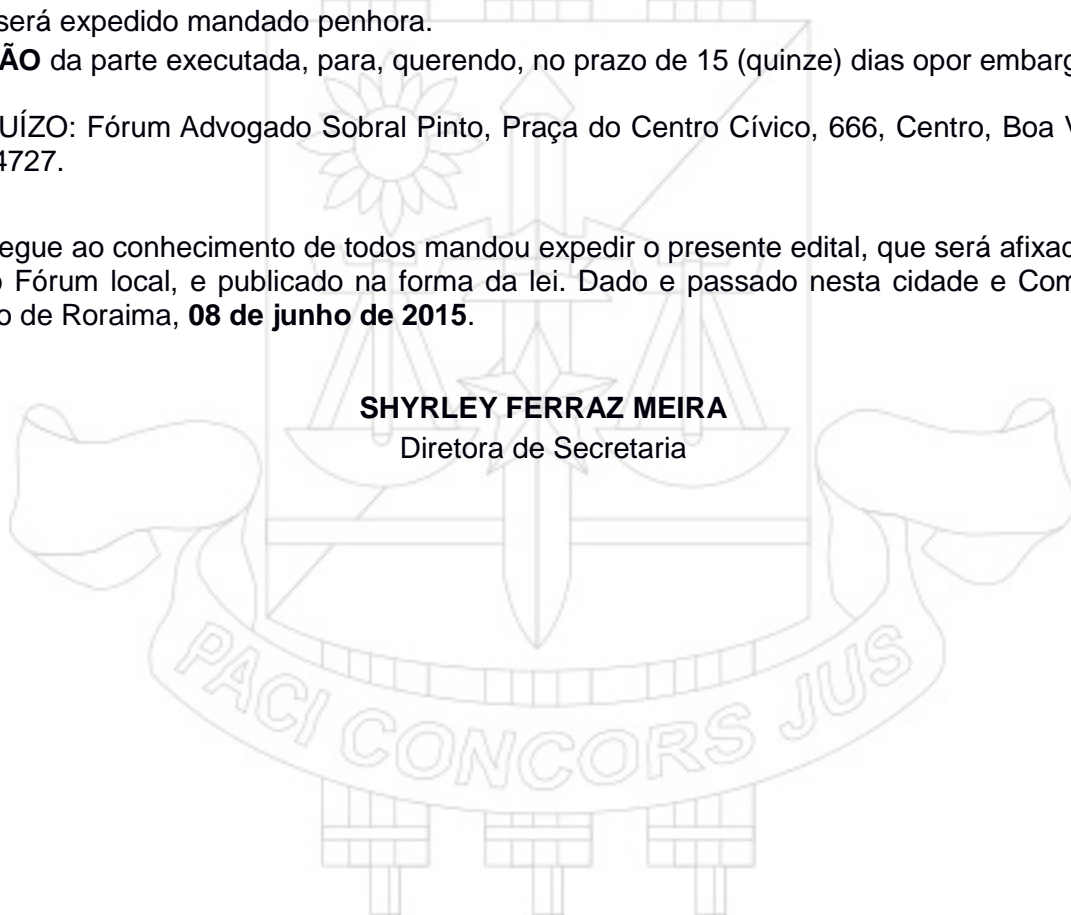 será expedido mandado penhora.
ÃO da parte executada, para, querendo, no prazo de 15 (quinze) dias opor embarg
UÍZO: Fórum Advogado Sobral Pinto, Praça do Centro Cívico, 666, Centro, Boa V
4727.
egue ao conhecimento de todos mandou expedir o presente edital, que será afixad
o Fórum local, e publicado na forma da lei. Dado e passado nesta cidade e Com
o de Roraima, 08 de junho de 2015.
SHYRLEY FERRAZ MEIRA
Diretora de Secretaria
PACI CONCORS JUS